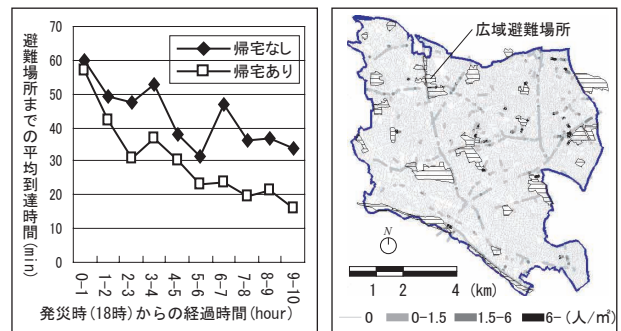 避難場所までの平均到達時間(min)
70
60
50
40
30
20
10
0
帰宅なし
帰宅あり
0-1
1-2
2-3
3-4
4-5
5-6
6-7
7-8
8-9
9-10
発災時(18時)からの経過時間(hour)
広域避難場所
N
1 2 4 (km)
0 0-1.5 1.5-6 6-(人/㎡)